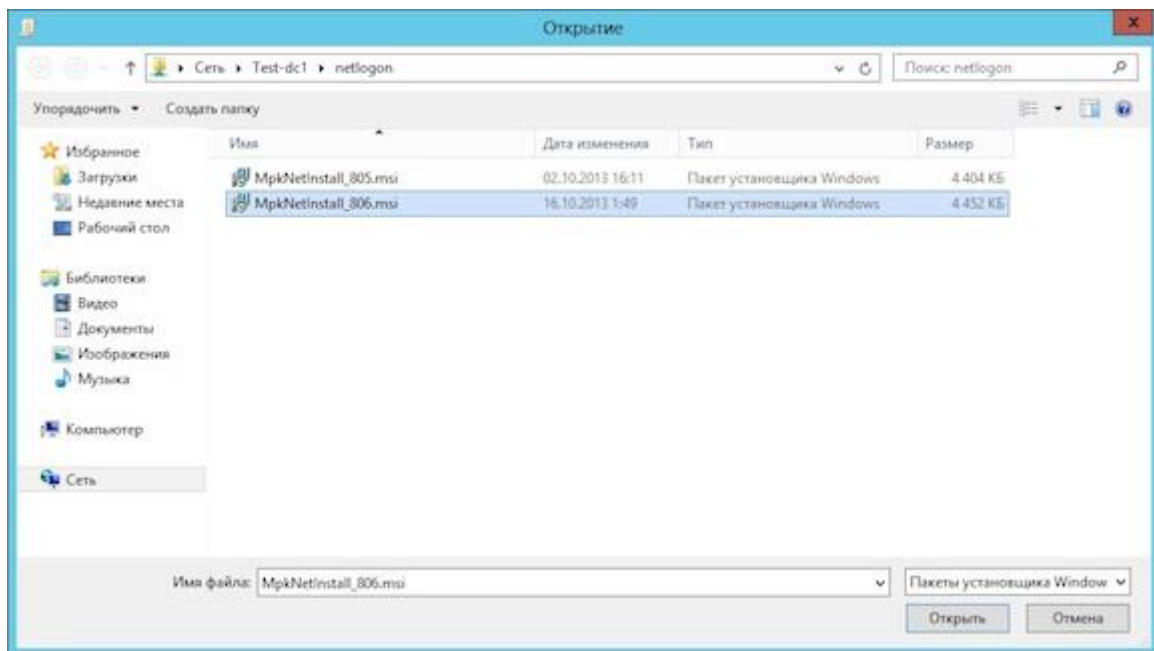 Открытие
Сеть Test-dc1 netlogon
Поиск: netlogon
Упорядочить Создать папку
Имя Дата изменения Тип Размер
Избранное
Загрузки
Недавние места
Рабочий стол
MpkNetInstall_805.msi 02.10.2013 16:11 Пакет установщика Windows 4 404 КБ
MpkNetInstall_806.msi 16.10.2013 1:49 Пакет установщика Windows 4 452 КБ
Библиотеки
Видео
Документы
Изображения
Музыка
Компьютер
Сеть
Имя файла: MpkNetInstall_806.msi
Пакеты установщика Window
Открыть Отмена